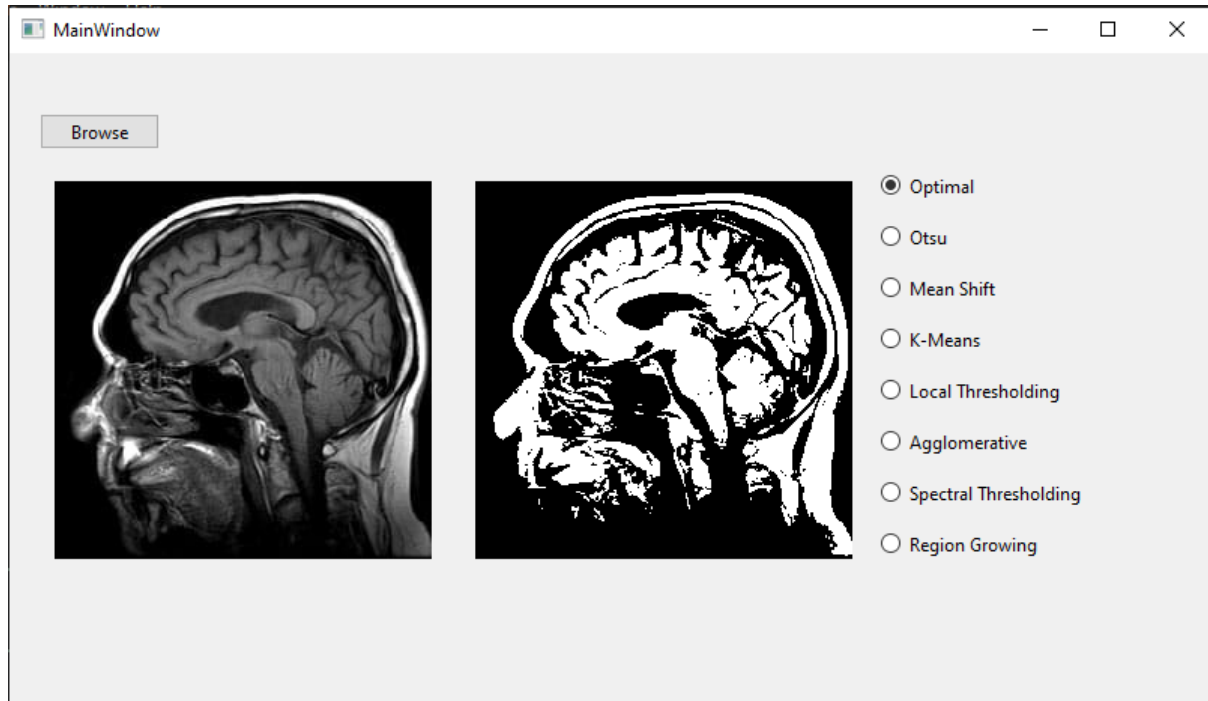 MainWindow
Browse
Optimal
Otsu
Mean Shift
K-Means
Local Thresholding
Agglomerative
Spectral Thresholding
Region Growing